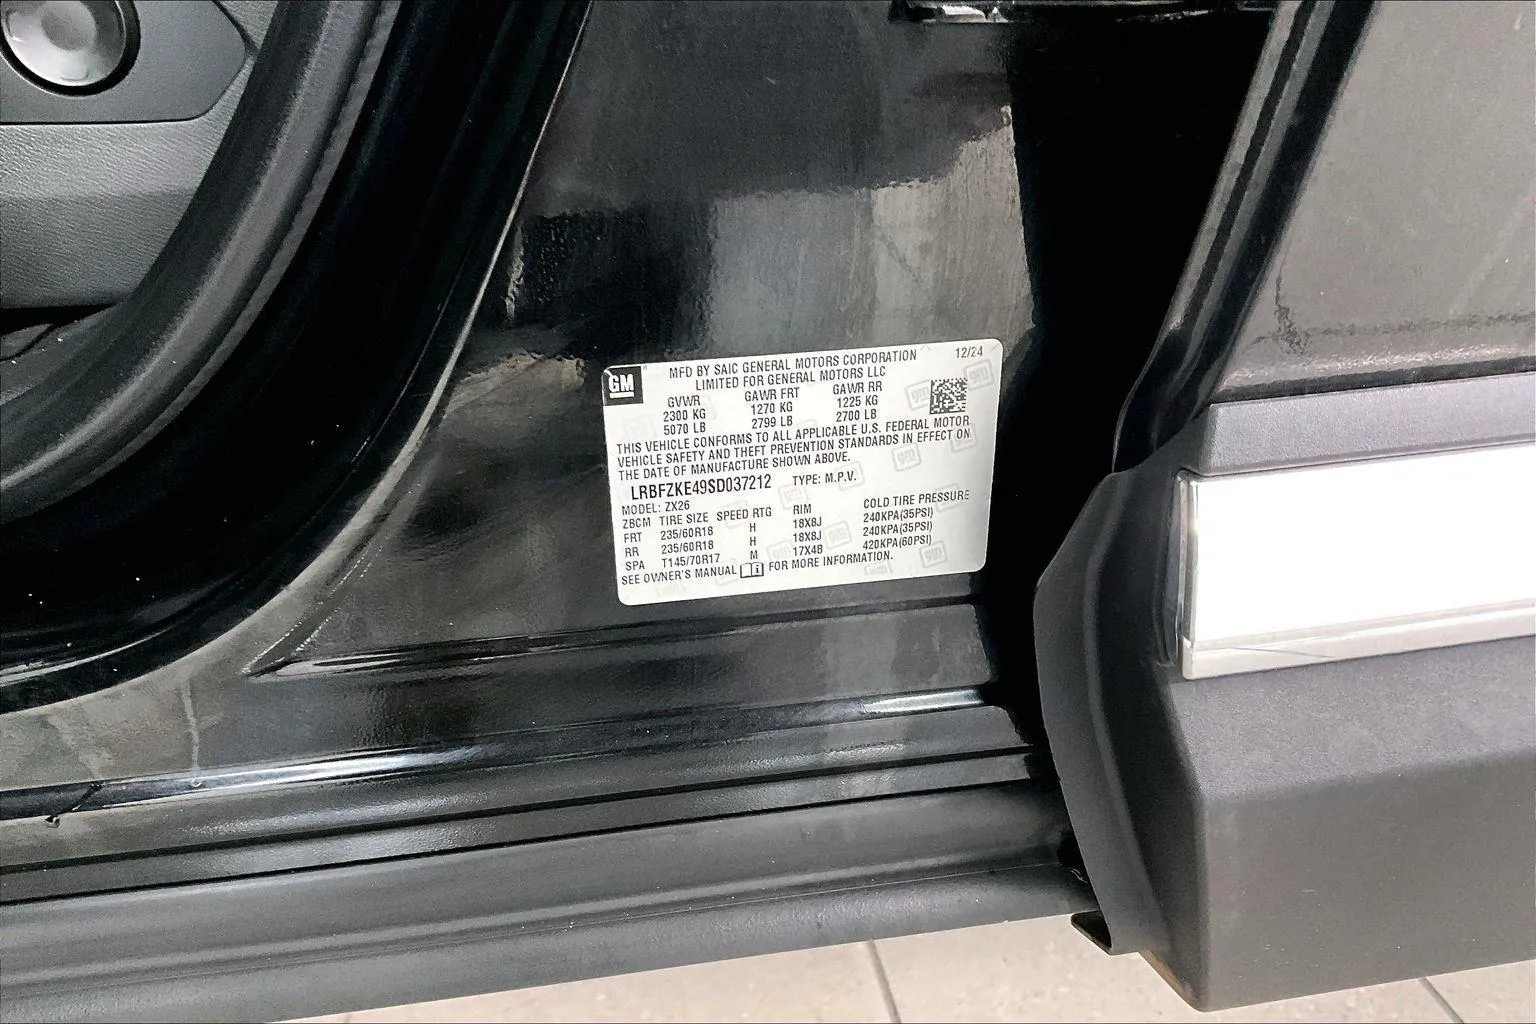 GM
MFD BY SAIC GENERAL MOTORS CORPORATION 12/24
LIMITED FOR GENERAL MOTORS LLC
GVWR GAWR FRT GAWR RR
2300 KG 1270 KG 1225 KG
5070 LB 2799 LB 2700 LB
THIS VEHICLE CONFORMS TO ALL APPLICABLE U.S. FEDERAL MOTOR
VEHICLE SAFETY AND THEFT PREVENTION STANDARDS IN EFFECT ON
THE DATE OF MANUFACTURE SHOWN ABOVE.
LRBFZKE49SD037212 TYPE: M.P.V.
MODEL: ZX26
ZBCM TIRE SIZE SPEED RTG RIM COLD TIRE PRESSURE
FRT 235/60R18 H 18X8J 240KPA(35PSI)
RR 235/60R18 H 18X8J 240KPA(35PSI)
SPA T145/70R17 M 17X4B 420KPA(60PSI)
SEE OWNER'S MANUAL FOR MORE INFORMATION.